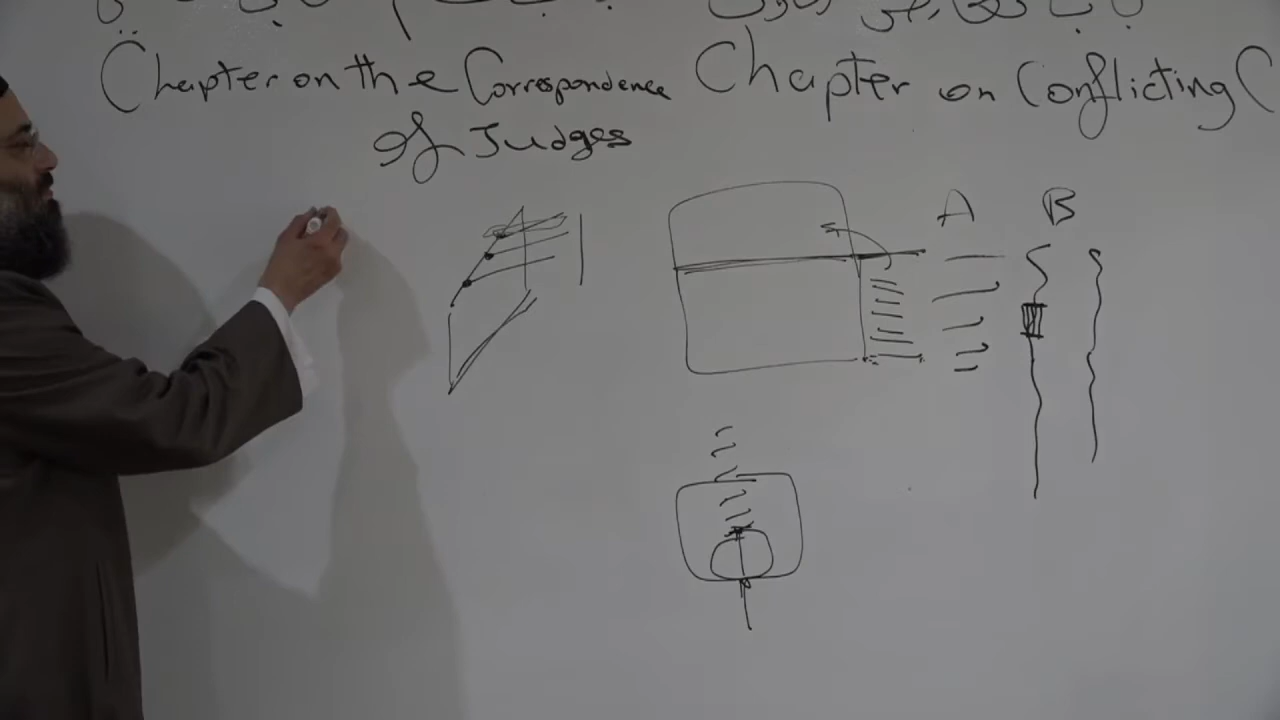 Chapter on the Correspondence
of Judges
Chapter on Conflicting
A B